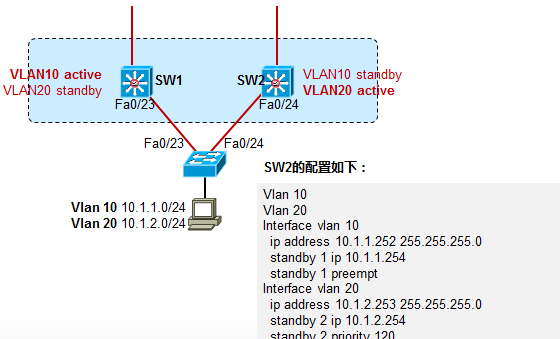 VLAN10 active
VLAN20 standby
SW1
Fa0/23
SW2
Fa0/24
VLAN10 standby
VLAN20 active
Fa0/23
Fa0/24
Vlan 10 10.1.1.0/24
Vlan 20 10.1.2.0/24
SW2的配置如下：
Vlan 10
Vlan 20
Interface vlan 10
ip address 10.1.1.252 255.255.255.0
standby 1 ip 10.1.1.254
standby 1 preempt
Interface vlan 20
ip address 10.1.2.253 255.255.255.0
standby 2 ip 10.1.2.254
standby 2 priority 120